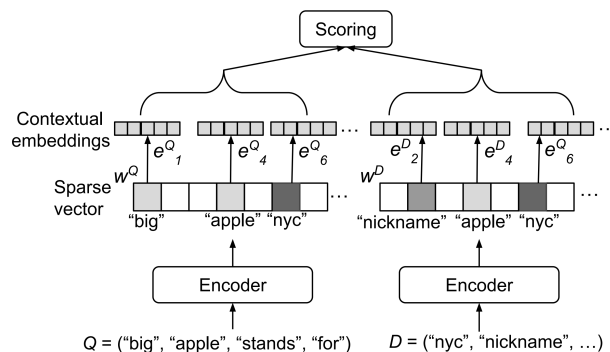 Scoring
Contextual embeddings
e^Q_1 e^Q_4 e^Q_6 ... e^D_2 e^D_4 e^Q_6 ...
w^Q w^D
Sparse vector
... ...
“big” “apple” “nyc” “nickname” “apple” “nyc”
Encoder Encoder
Q = (“big”, “apple”, “stands”, “for”) D = (“nyc”, “nickname”, ...)